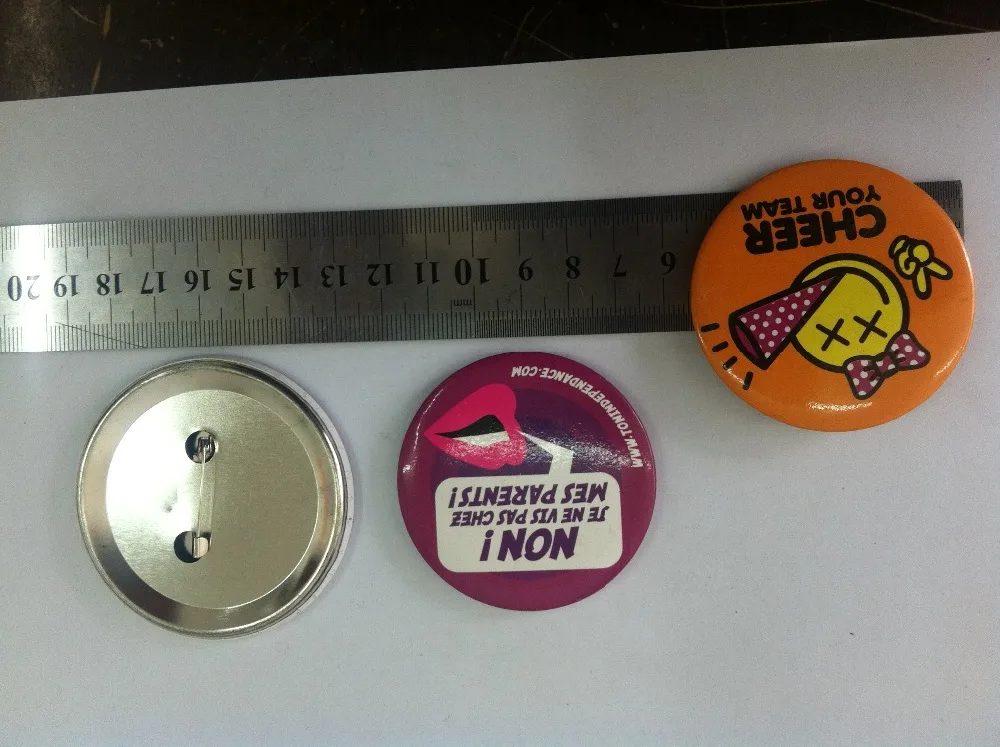 CHEER
YOUR TEAM
NON !
JE NE VIS PAS CHEZ
MES PARENTS !
WWW.TONINDEPENDANCE.COM
6 7 8 9 10 11 12 13 14 15 16 17 18 19 20
10
mm